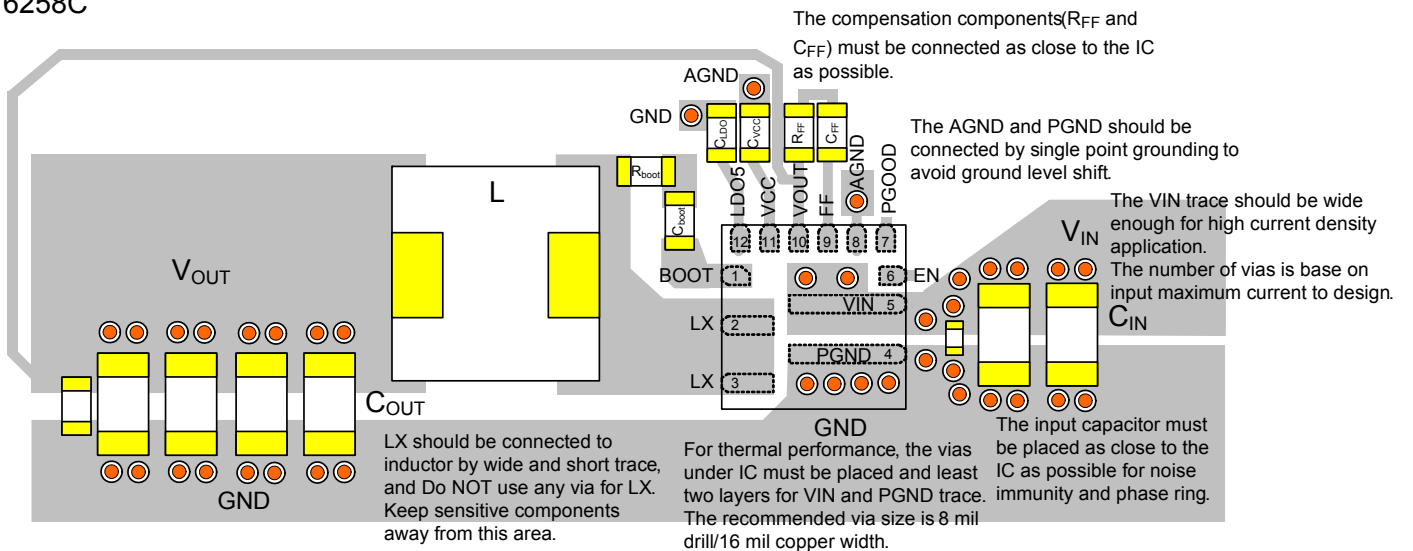 6258C
The compensation components(RFF and
CFF) must be connected as close to the IC
as possible.
AGND
GND
CLDO
CVCC
RFF
CFF
The AGND and PGND should be
connected by single point grounding to
avoid ground level shift.
Rboot
Cboot
LDO5
VCC
VOUT
FF
AGND
PGOOD
L
12
11
10
9
8
7
The VIN trace should be wide
enough for high current density
application.
The number of vias is base on
input maximum current to design.
VIN
VOUT
BOOT 1
6 EN
VIN 5
LX 2
CIN
PGND 4
LX 3
COUT
GND
GND
LX should be connected to
inductor by wide and short trace,
and Do NOT use any via for LX.
Keep sensitive components
away from this area.
For thermal performance, the vias
under IC must be placed and least
two layers for VIN and PGND trace.
The recommended via size is 8 mil
drill/16 mil copper width.
The input capacitor must
be placed as close to the
IC as possible for noise
immunity and phase ring.